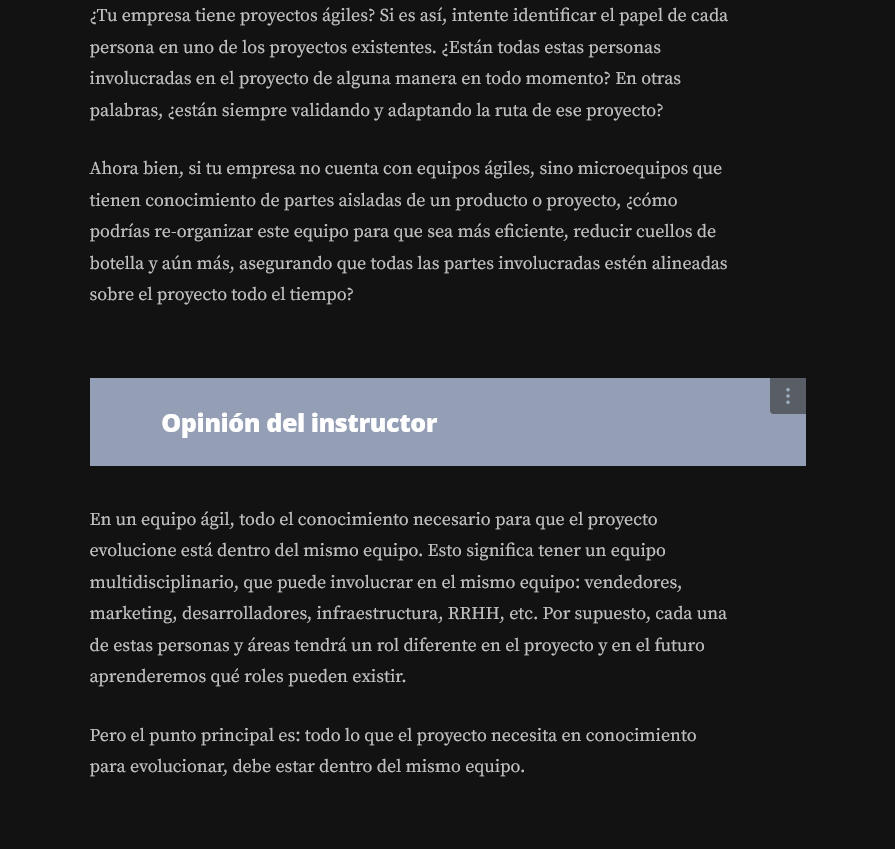 ¿Tu empresa tiene proyectos ágiles? Si es así, intente identificar el papel de cada
persona en uno de los proyectos existentes. ¿Están todas estas personas
involucradas en el proyecto de alguna manera en todo momento? En otras
palabras, ¿están siempre validando y adaptando la ruta de ese proyecto?
Ahora bien, si tu empresa no cuenta con equipos ágiles, sino microequipos que
tienen conocimiento de partes aisladas de un producto o proyecto, ¿cómo
podrías re-organizar este equipo para que sea más eficiente, reducir cuellos de
botella y aún más, asegurando que todas las partes involucradas estén alineadas
sobre el proyecto todo el tiempo?
Opinión del instructor
En un equipo ágil, todo el conocimiento necesario para que el proyecto
evolucione está dentro del mismo equipo. Esto significa tener un equipo
multidisciplinario, que puede involucrar en el mismo equipo: vendedores,
marketing, desarrolladores, infraestructura, RRHH, etc. Por supuesto, cada una
de estas personas y áreas tendrá un rol diferente en el proyecto y en el futuro
aprenderemos qué roles pueden existir.
Pero el punto principal es: todo lo que el proyecto necesita en conocimiento
para evolucionar, debe estar dentro del mismo equipo.